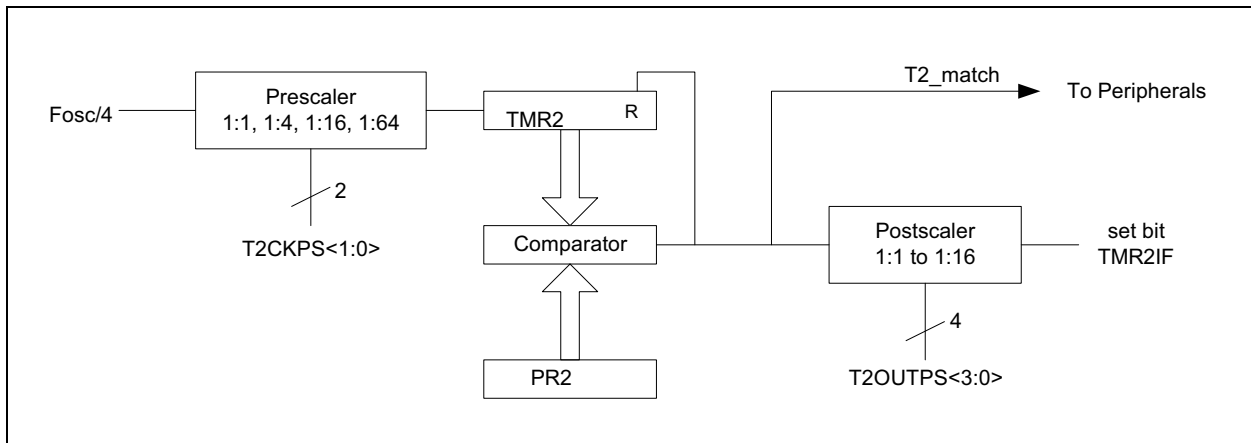 T2_match
Fosc/4
Prescaler
1:1, 1:4, 1:16, 1:64
TMR2
R
To Peripherals
2
T2CKPS<1:0>
Comparator
Postscaler
1:1 to 1:16
set bit
TMR2IF
4
PR2
T2OUTPS<3:0>